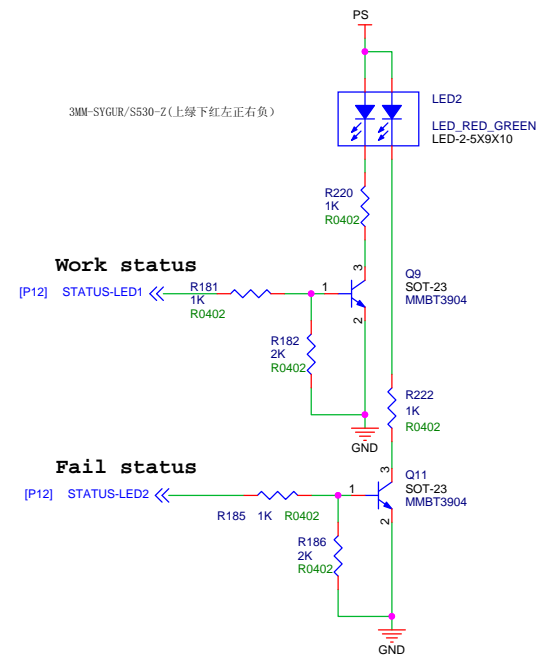 PS
LED2
3MM-SYGUR/S530-Z(上绿下红左正右负)
LED_RED_GREEN
LED-2-5X9X10
R220
1K
R0402
Work status
3
Q9
SOT-23
MMBT3904
[P12] STATUS-LED1
R181
1K
R0402
1
2
R182
2K
R0402
R222
1K
R0402
GND
Fail status
3
Q11
SOT-23
MMBT3904
[P12] STATUS-LED2
1
R185 1K R0402
2
R186
2K
R0402
GND